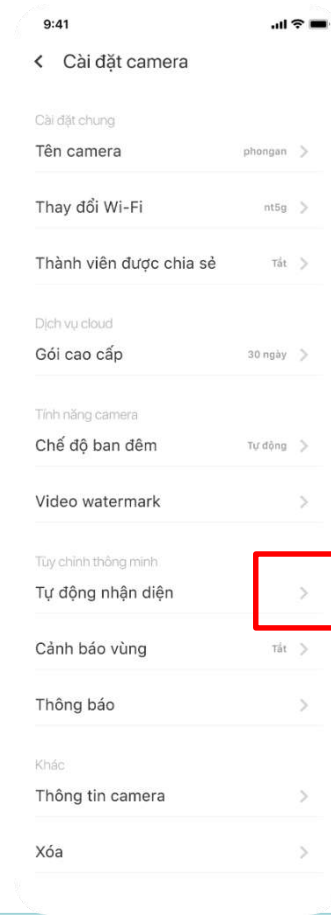 9:41
Cài đặt camera
Cài đặt chung
Tên camera phongan
Thay đổi Wi-Fi nt5g
Thành viên được chia sẻ Tắt
Dịch vụ cloud
Gói cao cấp 30 ngày
Tính năng camera
Chế độ ban đêm Tự động
Video watermark
Tùy chỉnh thông minh
Tự động nhận diện
Cảnh báo vùng Tắt
Thông báo
Khác
Thông tin camera
Xóa